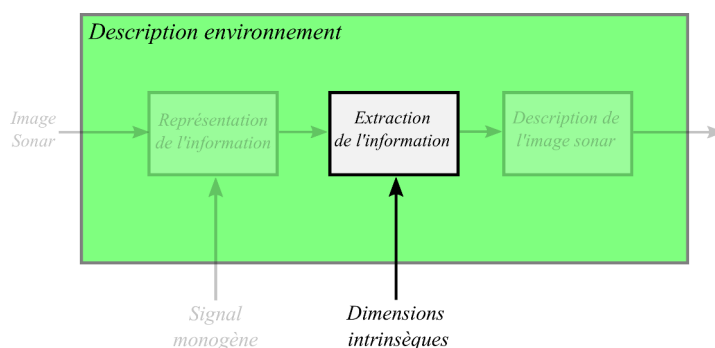 Description environnement
Image
Sonar
Représentation
de l'information
Extraction
de l'information
Description de
l'image sonar
Signal
monogène
Dimensions
intrinsèques